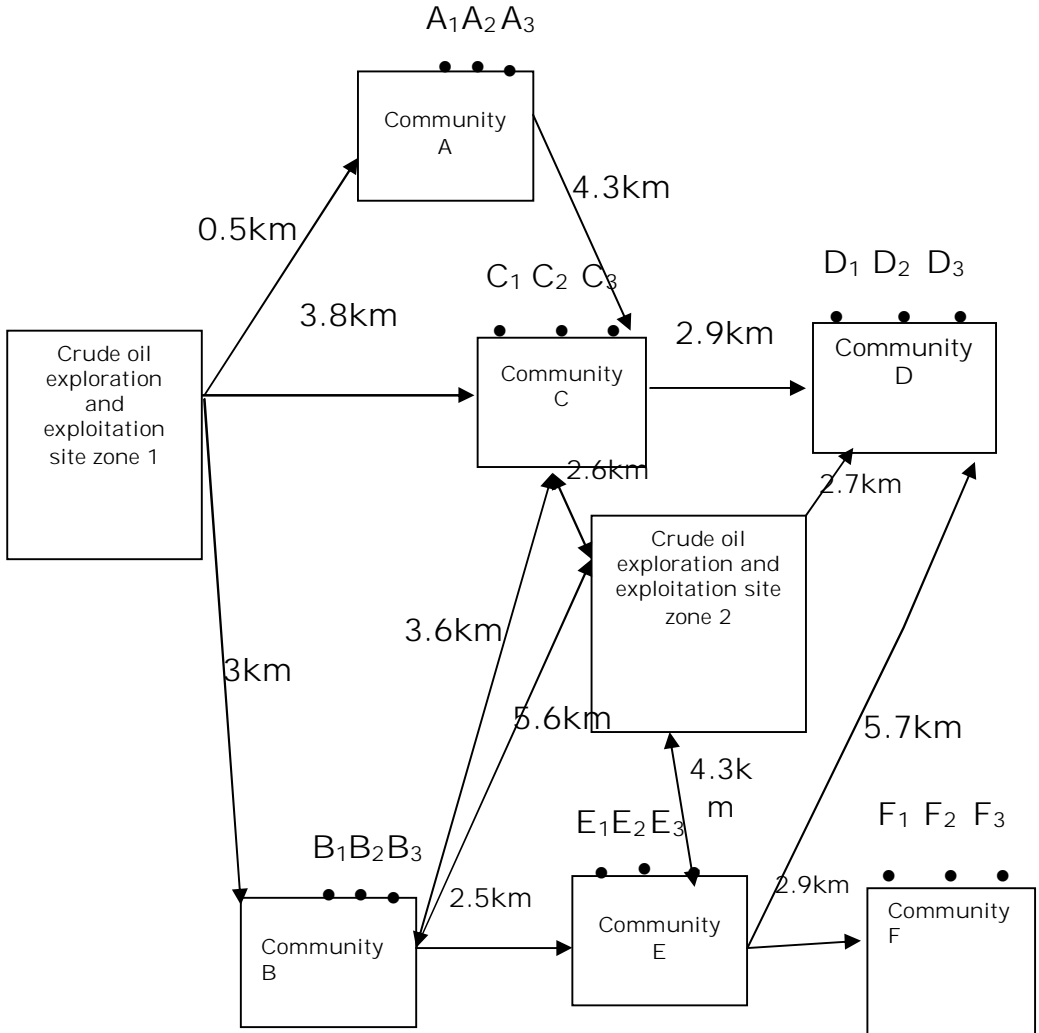 A₁A₂A₃
Community
A
4.3km
0.5km
C₁ C₂ C₃
D₁ D₂ D₃
3.8km
2.9km
Crude oil
exploration
and
exploitation
site zone 1
Community
C
Community
D
2.6km
2.7km
Crude oil
exploration and
exploitation site
zone 2
3.6km
3km
5.6km
5.7km
4.3k
m
E₁E₂E₃
F₁ F₂ F₃
B₁B₂B₃
2.5km
2.9km
Community
B
Community
E
Community
F